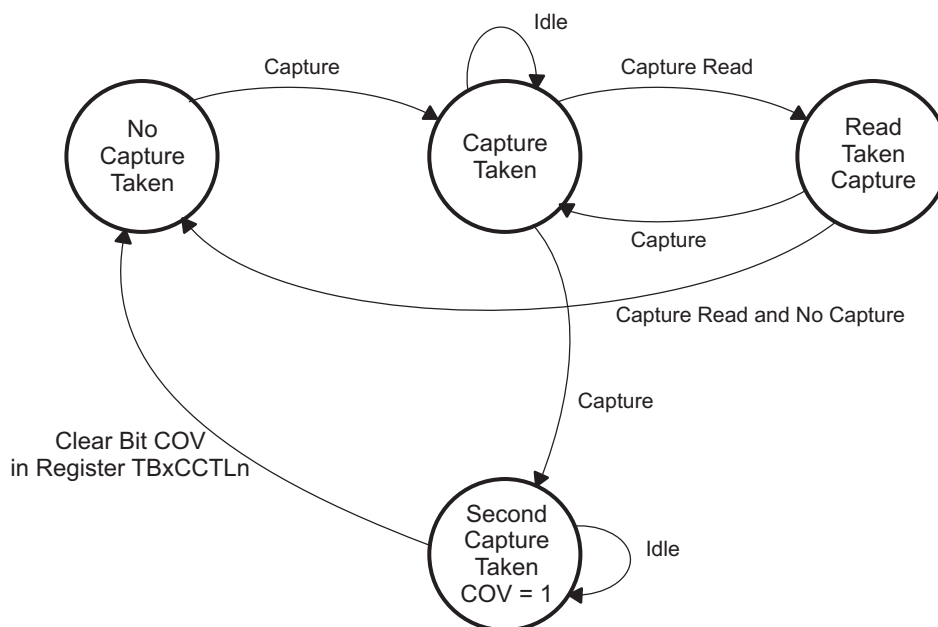 Idle
Capture
Capture Read
No
Capture
Taken
Capture
Taken
Read
Taken
Capture
Capture
Capture Read and No Capture
Capture
Clear Bit COV
in Register TBxCCTLn
Second
Capture
Taken
COV = 1
Idle